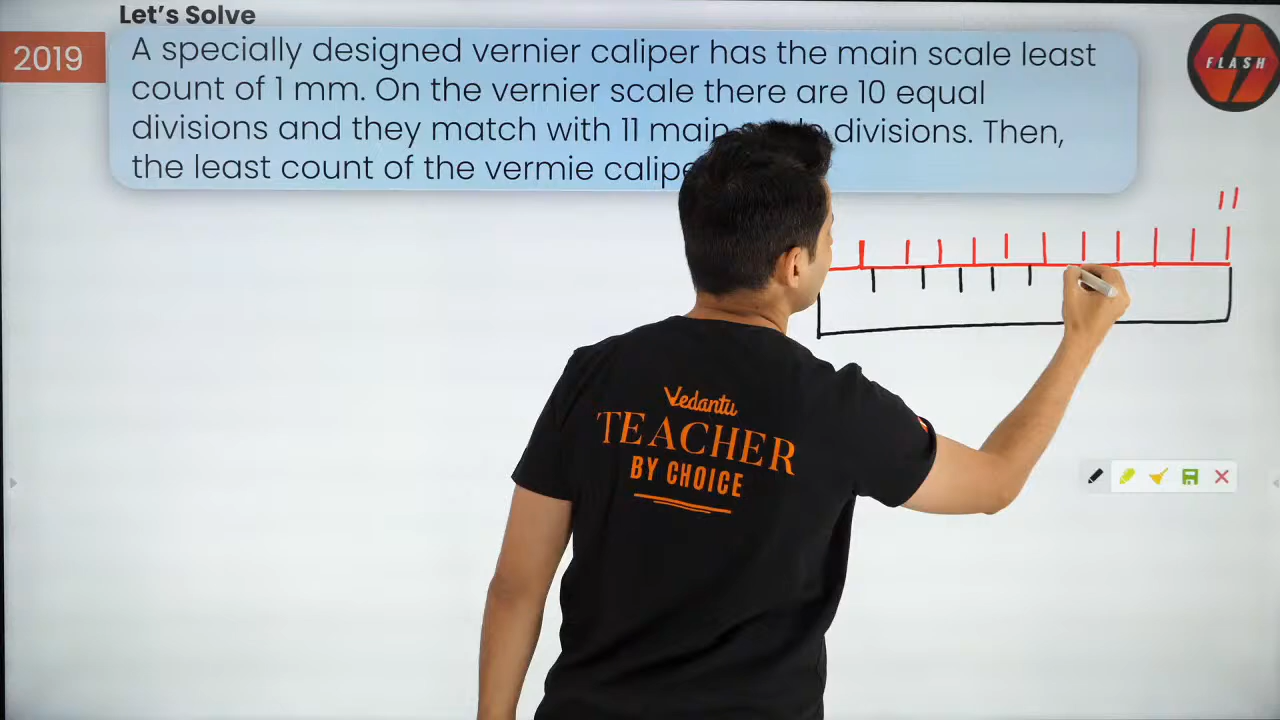 Let's Solve
2019
A specially designed vernier caliper has the main scale least
count of 1 mm. On the vernier scale there are 10 equal
divisions and they match with 11 main divisions. Then,
the least count of the vermie calipe
FLASH
11
Vedantu
TEACHER
BY CHOICE